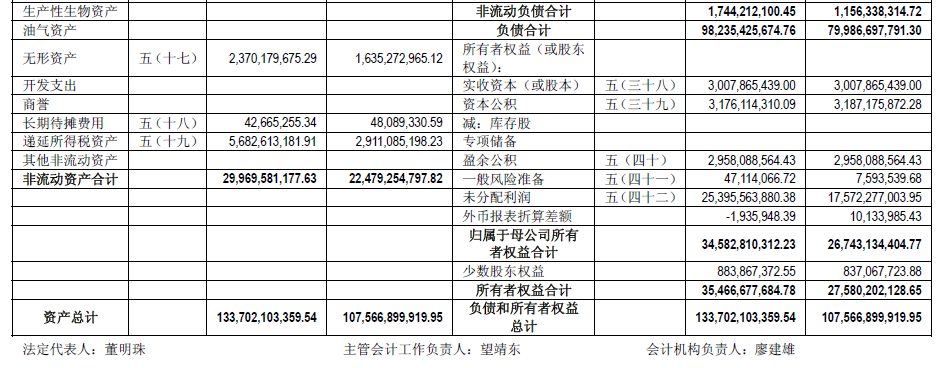 生产性生物资产 非流动负债合计 1,744,212,100.45 1,156,338,314.72
油气资产 负债合计 98,235,425,674.76 79,986,697,791.30
无形资产 五（十七） 2,370,179,675.29 1,635,272,965.12 所有者权益（或股东
权益）：
开发支出 实收资本（或股本） 五（三十八） 3,007,865,439.00 3,007,865,439.00
商誉 资本公积 五（三十九） 3,176,114,310.09 3,187,175,872.28
长期待摊费用 五（十八） 42,665,255.34 48,089,330.59 减：库存股
递延所得税资产 五（十九） 5,682,613,181.91 2,911,085,198.23 专项储备
其他非流动资产 盈余公积 五（四十） 2,958,088,564.43 2,958,088,564.43
非流动资产合计 29,969,581,177.63 22,479,254,797.82 一般风险准备 五（四十一） 47,114,066.72 7,593,539.68
未分配利润 五（四十二） 25,395,563,880.38 17,572,277,003.95
外币报表折算差额 -1,935,948.39 10,133,985.43
归属于母公司所有
者权益合计 34,582,810,312.23 26,743,134,404.77
少数股东权益 883,867,372.55 837,067,723.88
所有者权益合计 35,466,677,684.78 27,580,202,128.65
资产总计 133,702,103,359.54 107,566,899,919.95 负债和所有者权益
总计 133,702,103,359.54 107,566,899,919.95
法定代表人：董明珠 主管会计工作负责人：望靖东 会计机构负责人：廖建雄